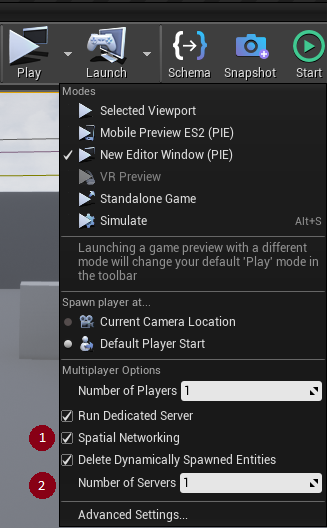 Play
Launch
Schema
Snapshot
Start
Modes
Selected Viewport
Mobile Preview ES2 (PIE)
New Editor Window (PIE)
VR Preview
Standalone Game
Simulate Alt+S
Launching a game preview with a different
mode will change your default 'Play' mode in
the toolbar
Spawn player at...
Current Camera Location
Default Player Start
Multiplayer Options
Number of Players 1
Run Dedicated Server
1 Spatial Networking
Delete Dynamically Spawned Entities
2 Number of Servers 1
Advanced Settings...